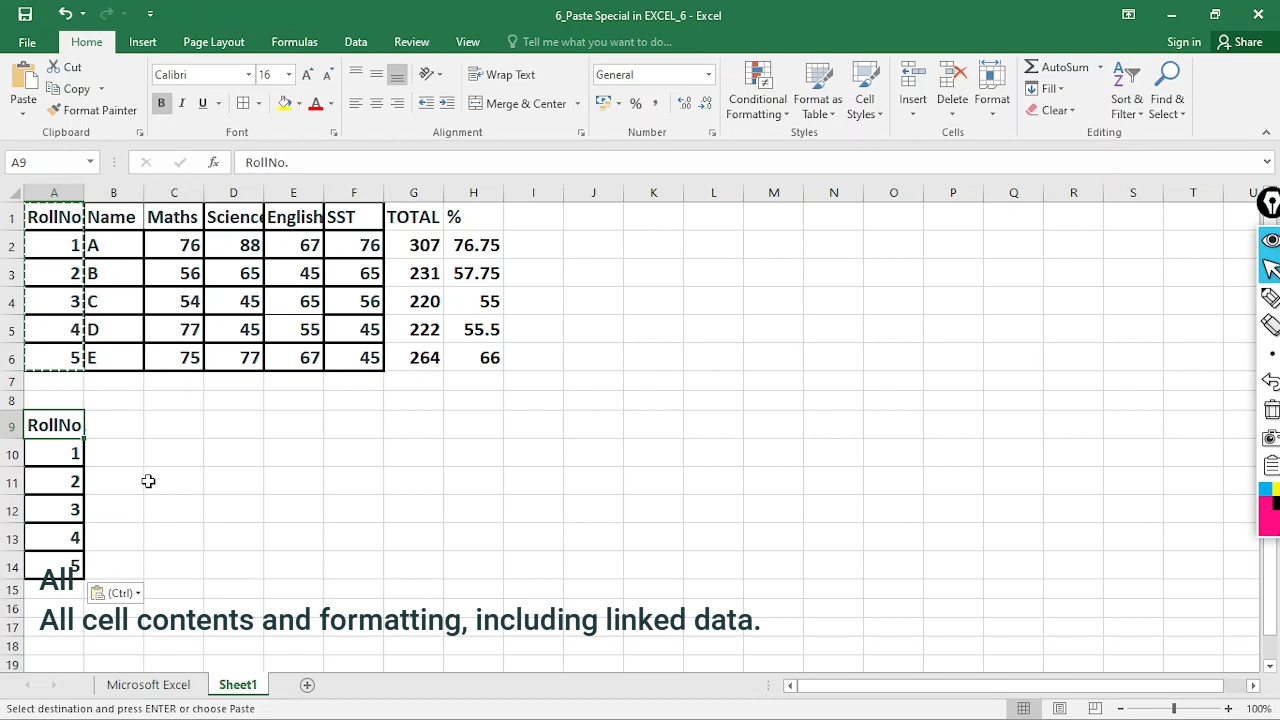 6_Paste Special in EXCEL_6 - Excel
File Home Insert Page Layout Formulas Data Review View Tell me what you want to do... Sign in Share
Paste Cut Copy Format Painter Clipboard
Calibri 16 B I U A Font
Wrap Text Merge & Center Alignment
General % , Number
Conditional Formatting Format as Table Cell Styles Styles
Insert Delete Format Cells
AutoSum Fill Clear Sort & Filter Find & Select Editing
A9 fx RollNo.
A B C D E F G H I J K L M N O P Q R S T U
1 RollNo Name Maths Science English SST TOTAL %
2 1 A 76 88 67 76 307 76.75
3 2 B 56 65 45 65 231 57.75
4 3 C 54 45 65 56 220 55
5 4 D 77 45 55 45 222 55.5
6 5 E 75 77 67 45 264 66
7
8
9 RollNo
10 1
11 2
12 3
13 4
14 5
All
15 (Ctrl)
16
All cell contents and formatting, including linked data.
17
18
19
Microsoft Excel Sheet1
Select destination and press ENTER or choose Paste 100%